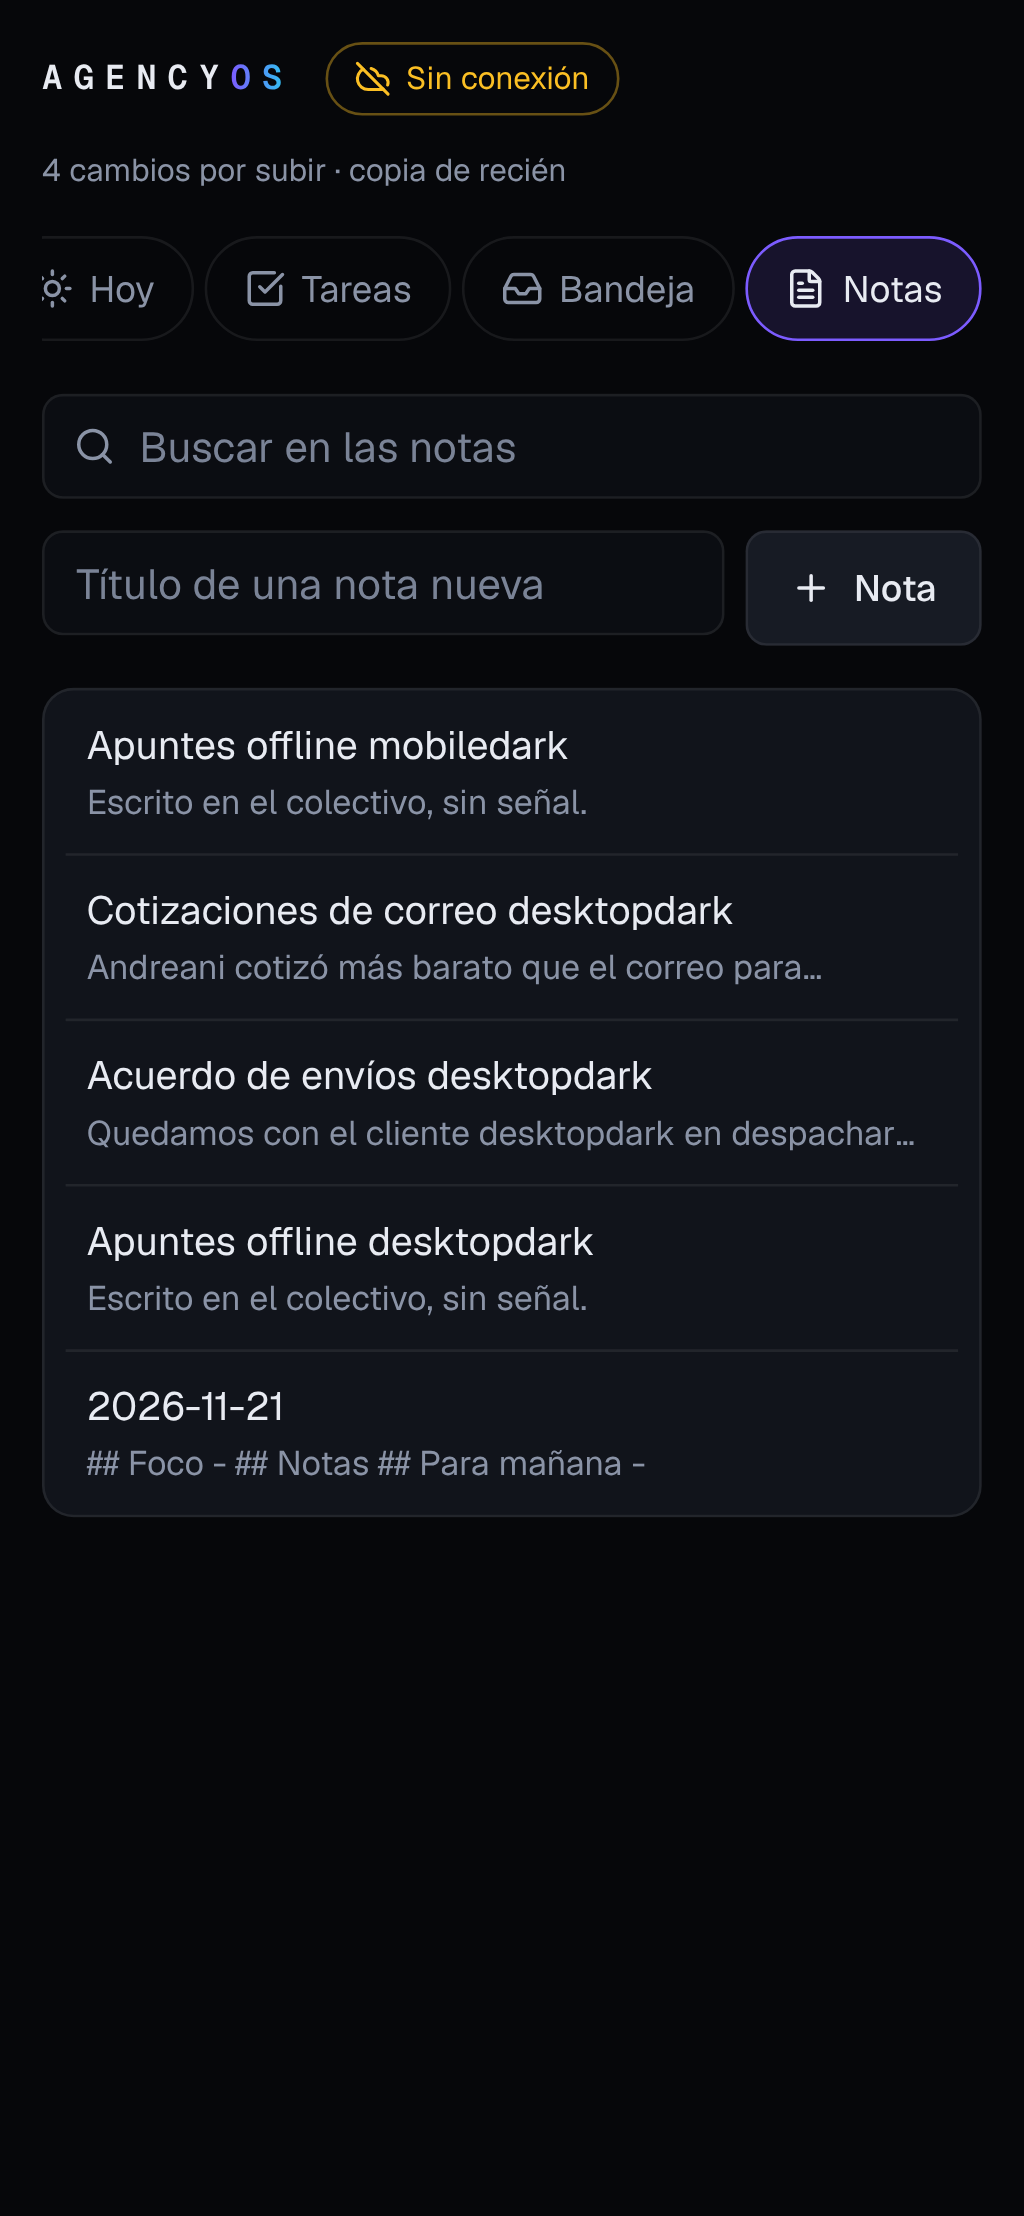 AGENCYOS
Sin conexión
4 cambios por subir · copia de recién
Hoy
Tareas
Bandeja
Notas
Buscar en las notas
Título de una nota nueva
+ Nota
Apuntes offline mobiledark
Escrito en el colectivo, sin señal.
Cotizaciones de correo desktopdark
Andreani cotizó más barato que el correo para...
Acuerdo de envíos desktopdark
Quedamos con el cliente desktopdark en despachar...
Apuntes offline desktopdark
Escrito en el colectivo, sin señal.
2026-11-21
## Foco - ## Notas ## Para mañana -